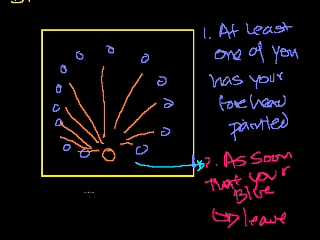 1. At least
one of you
has your
forehead
painted
2. As soon
that your
Blue
leave